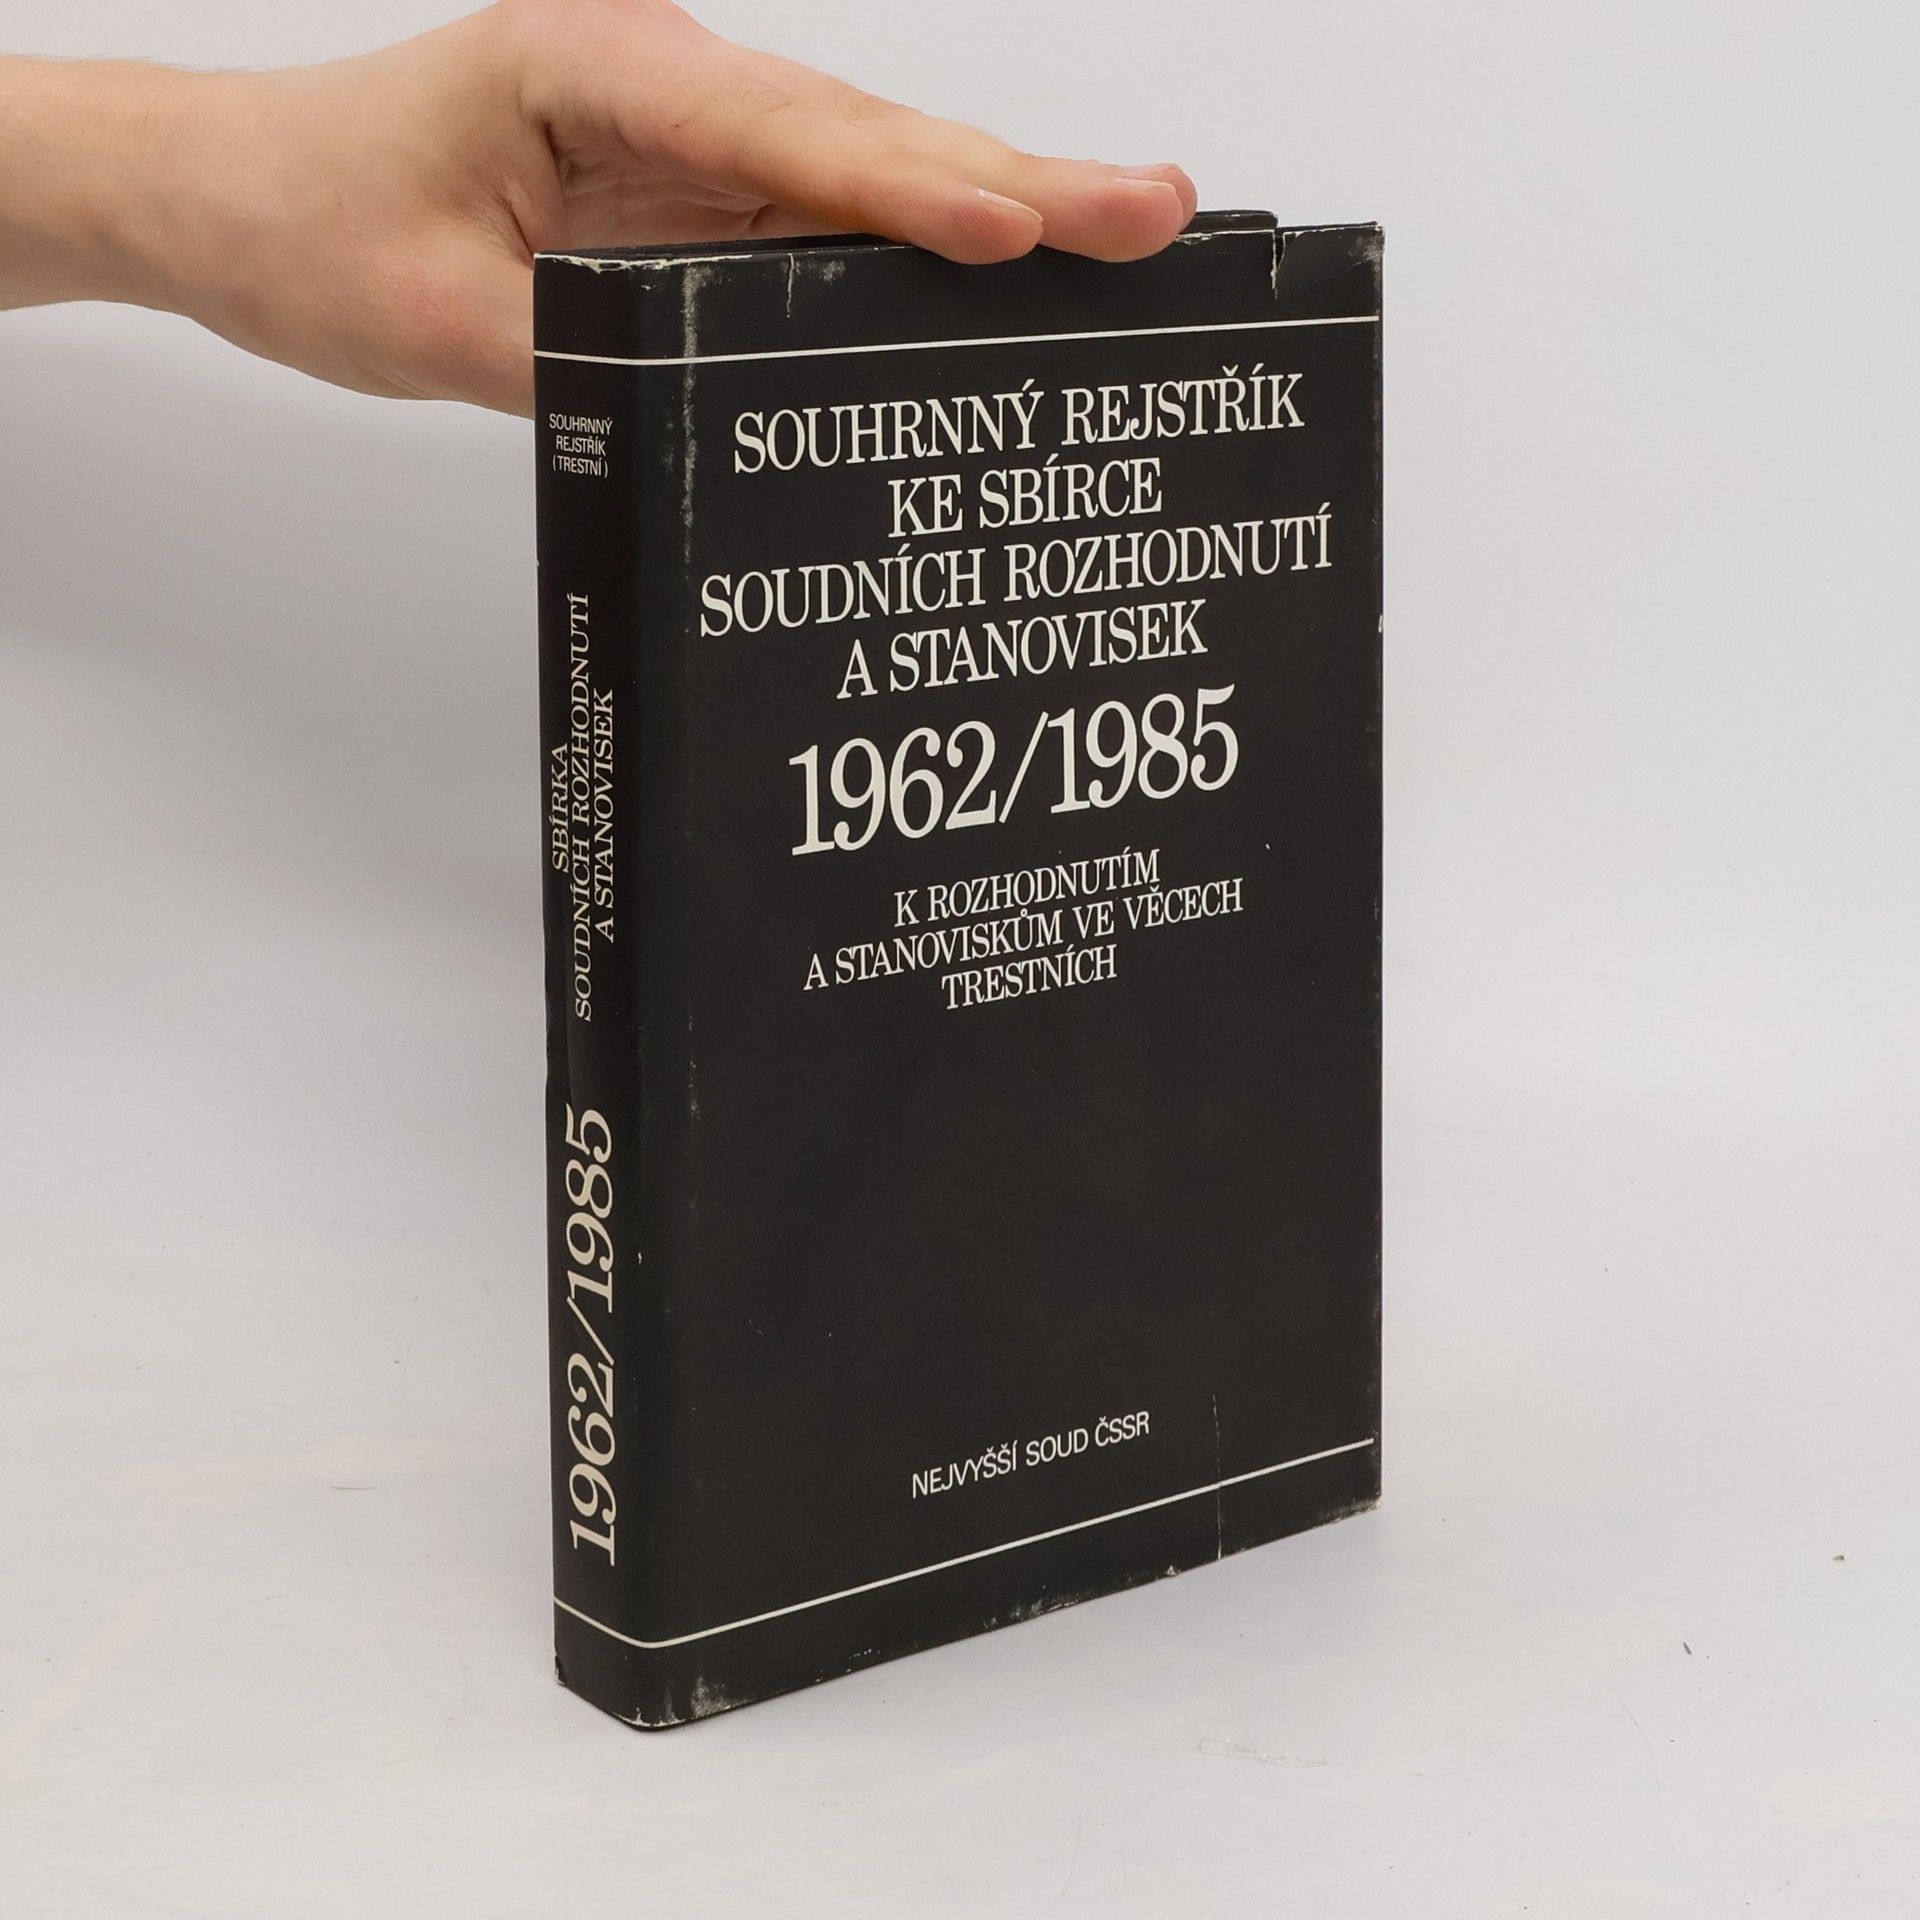 SOUHRNNÝ REJSTŘÍK
KE SBÍRCE
SOUDNÍCH ROZHODNUTÍ
A STANOVISEK
1962/1985
K ROZHODNUTÍM
A STANOVISKŮM VE VĚCECH
TRESTNÍCH
NEJVYŠŠÍ SOUD ČSSR
SOUHRNNÝ
REJSTŘÍK
(TRESTNÍ)
SBÍRKA
SOUDNÍCH ROZHODNUTÍ
A STANOVISEK
1962/1985